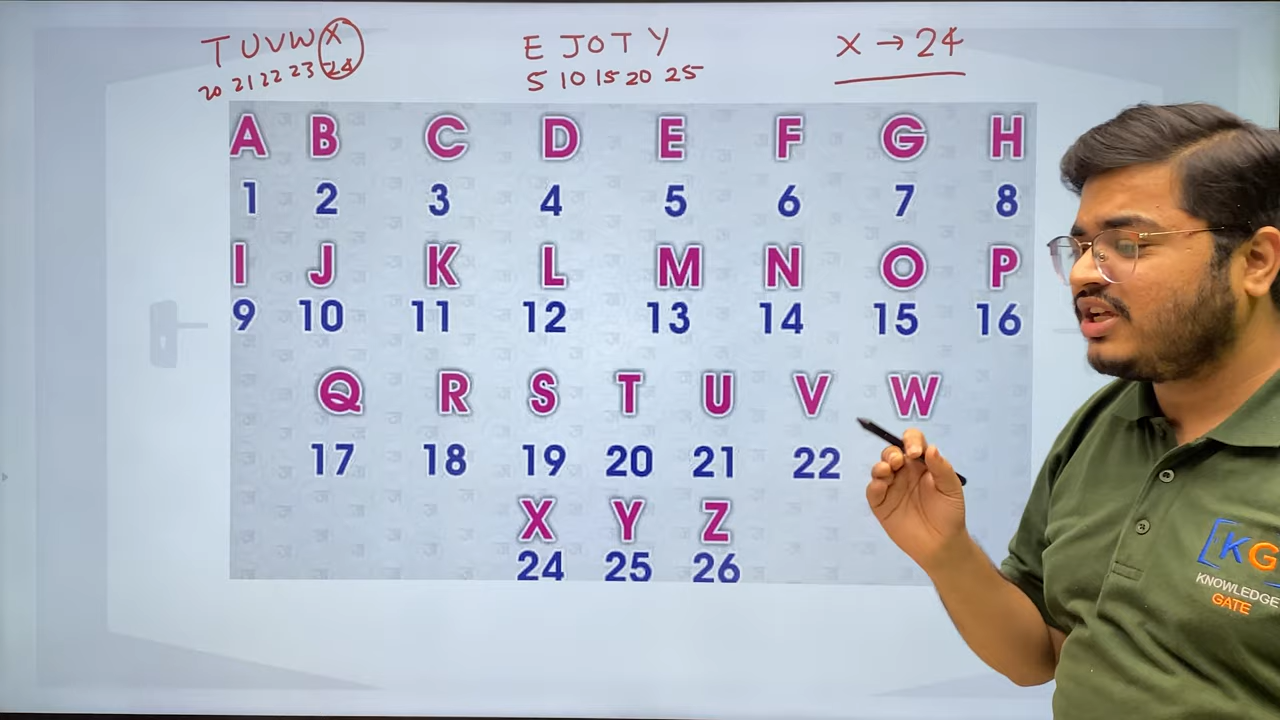 T U V W X E J O T Y X → 24
20 21 22 23 24 5 10 15 20 25
A B C D E F G H
1 2 3 4 5 6 7 8
I J K L M N O P
9 10 11 12 13 14 15 16
Q R S T U V W
17 18 19 20 21 22
X Y Z
24 25 26
KG
KNOWLEDGE
GATE